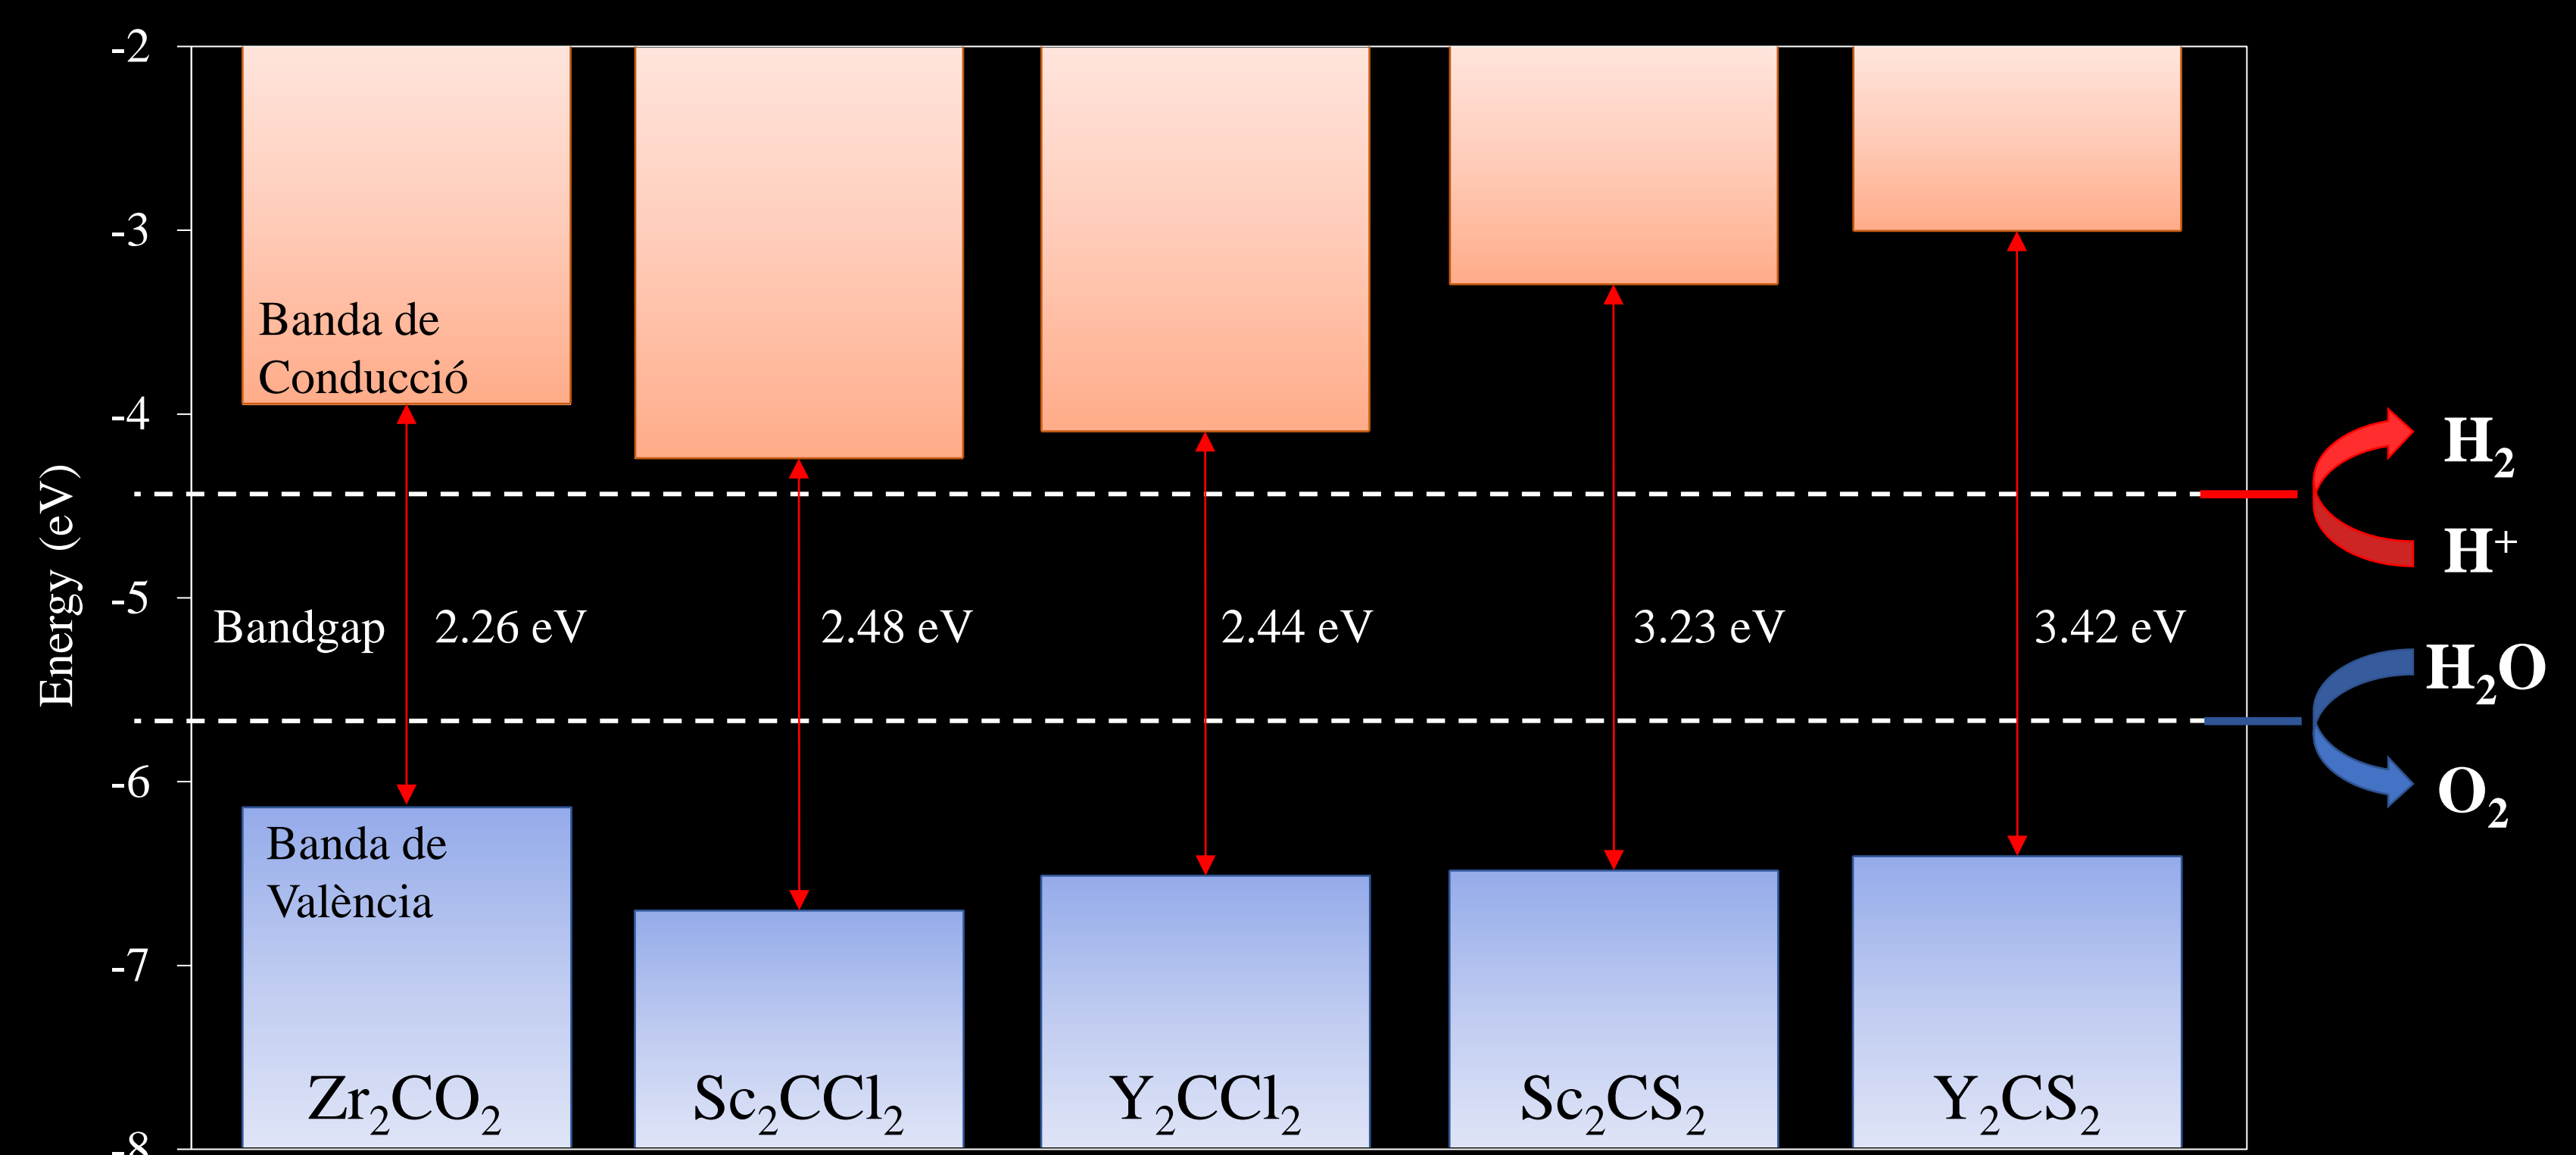 -2
-3
-4
-5
-6
-7
-8
Energy (eV)
Banda de
Conducció
Bandgap
2.26 eV
2.48 eV
2.44 eV
3.23 eV
3.42 eV
Banda de
València
Zr₂CO₂
Sc₂CCl₂
Y₂CCl₂
Sc₂CS₂
Y₂CS₂
H₂
H⁺
H₂O
O₂